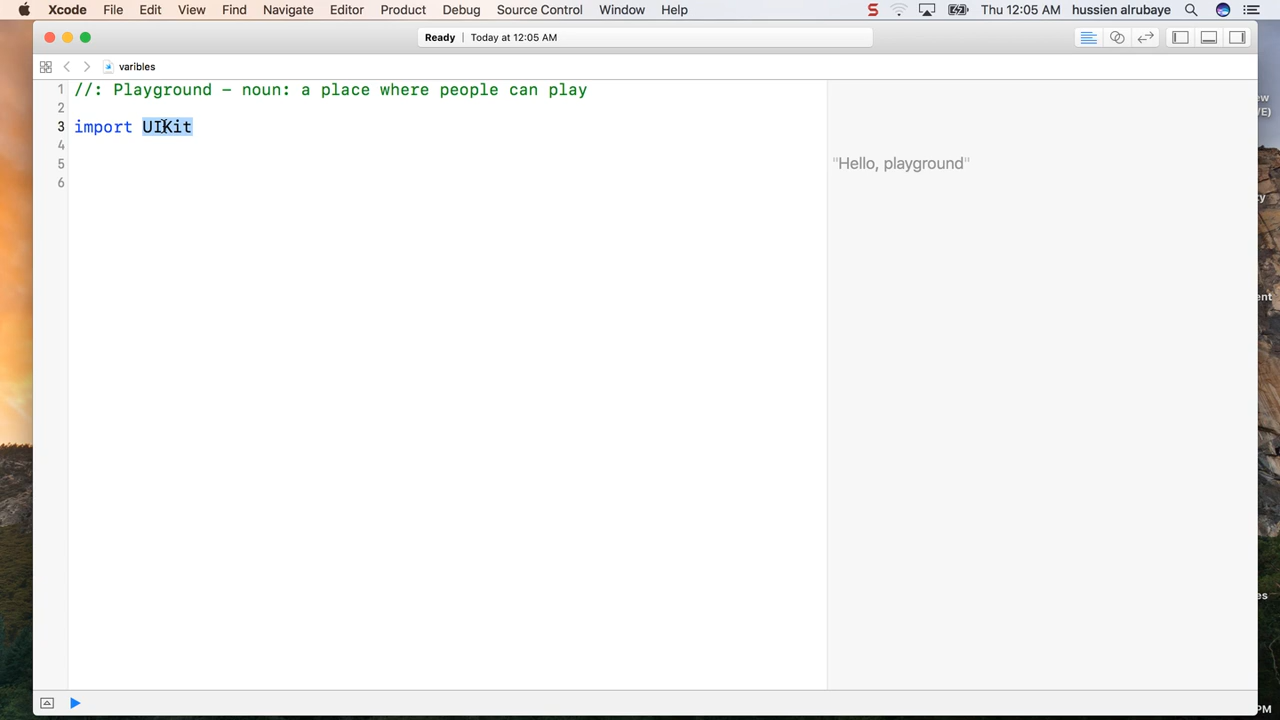 Xcode File Edit View Find Navigate Editor Product Debug Source Control Window Help S Thu 12:05 AM hussien alrubaye
Ready | Today at 12:05 AM
varibles
1 //: Playground – noun: a place where people can play
2
3 import UIKit
4
5 "Hello, playground"
6